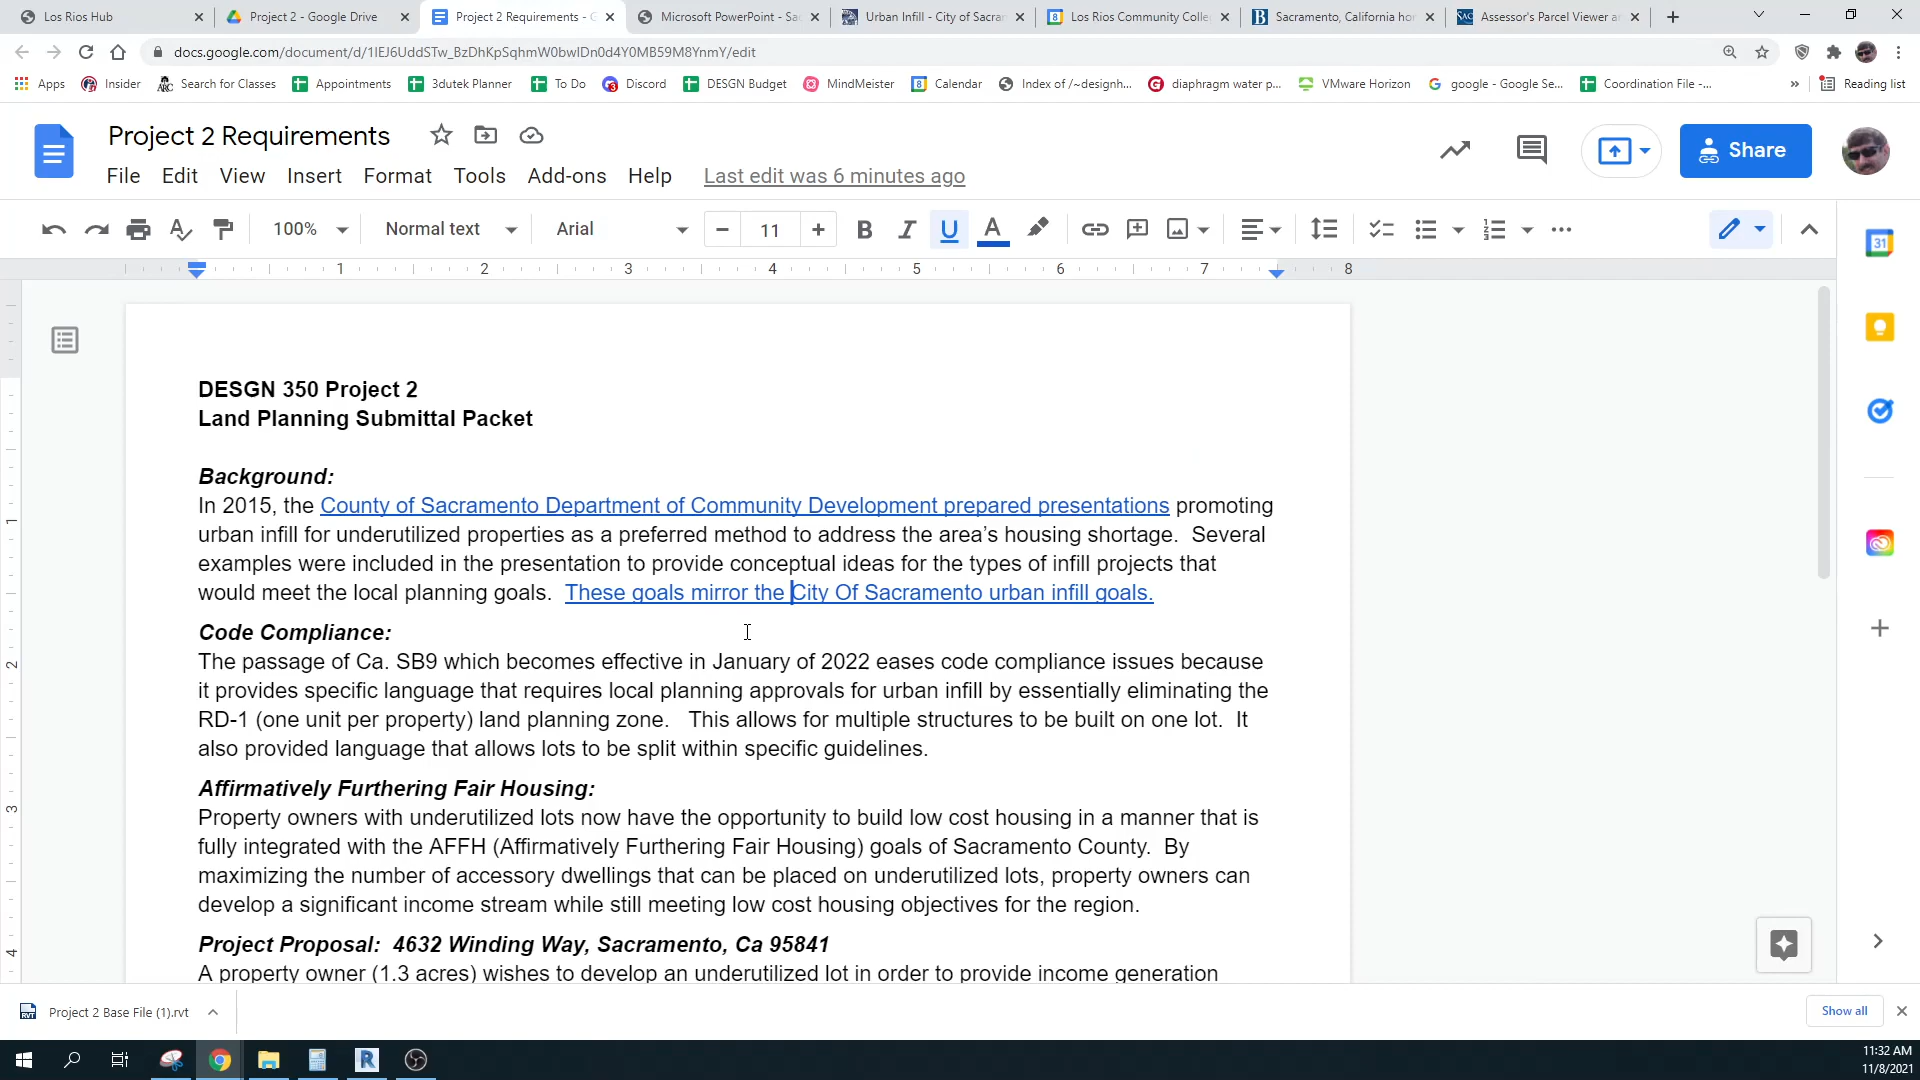 Los Rios Hub
Project 2 - Google Drive
Project 2 Requirements - G
Microsoft PowerPoint - Sac
Urban Infill - City of Sacra
Los Rios Community Colle
Sacramento, California ho
Assessor's Parcel Viewer a
docs.google.com/document/d/1IEJ6UddSTw_BzDhKpSqhmW0bwIDn0d4Y0MB59M8YnmY/edit
Apps
Insider
Search for Classes
Appointments
3dutek Planner
To Do
Discord
DESGN Budget
MindMeister
Calendar
Index of /~designh...
diaphragm water p...
VMware Horizon
google - Google Se...
Coordination File -...
»
Reading list
Project 2 Requirements
Share
File Edit View Insert Format Tools Add-ons Help Last edit was 6 minutes ago
100% Normal text Arial 11 B I U A
1 2 3 4 5 6 7 8
DESGN 350 Project 2
Land Planning Submittal Packet
Background:
In 2015, the County of Sacramento Department of Community Development prepared presentations promoting
urban infill for underutilized properties as a preferred method to address the area's housing shortage. Several
examples were included in the presentation to provide conceptual ideas for the types of infill projects that
would meet the local planning goals. These goals mirror the City Of Sacramento urban infill goals.
Code Compliance:
The passage of Ca. SB9 which becomes effective in January of 2022 eases code compliance issues because
it provides specific language that requires local planning approvals for urban infill by essentially eliminating the
RD-1 (one unit per property) land planning zone. This allows for multiple structures to be built on one lot. It
also provided language that allows lots to be split within specific guidelines.
Affirmatively Furthering Fair Housing:
Property owners with underutilized lots now have the opportunity to build low cost housing in a manner that is
fully integrated with the AFFH (Affirmatively Furthering Fair Housing) goals of Sacramento County. By
maximizing the number of accessory dwellings that can be placed on underutilized lots, property owners can
develop a significant income stream while still meeting low cost housing objectives for the region.
Project Proposal: 4632 Winding Way, Sacramento, Ca 95841
A property owner (1.3 acres) wishes to develop an underutilized lot in order to provide income generation
1
2
3
4
31
Project 2 Base File (1).rvt
Show all
11:32 AM
11/8/2021